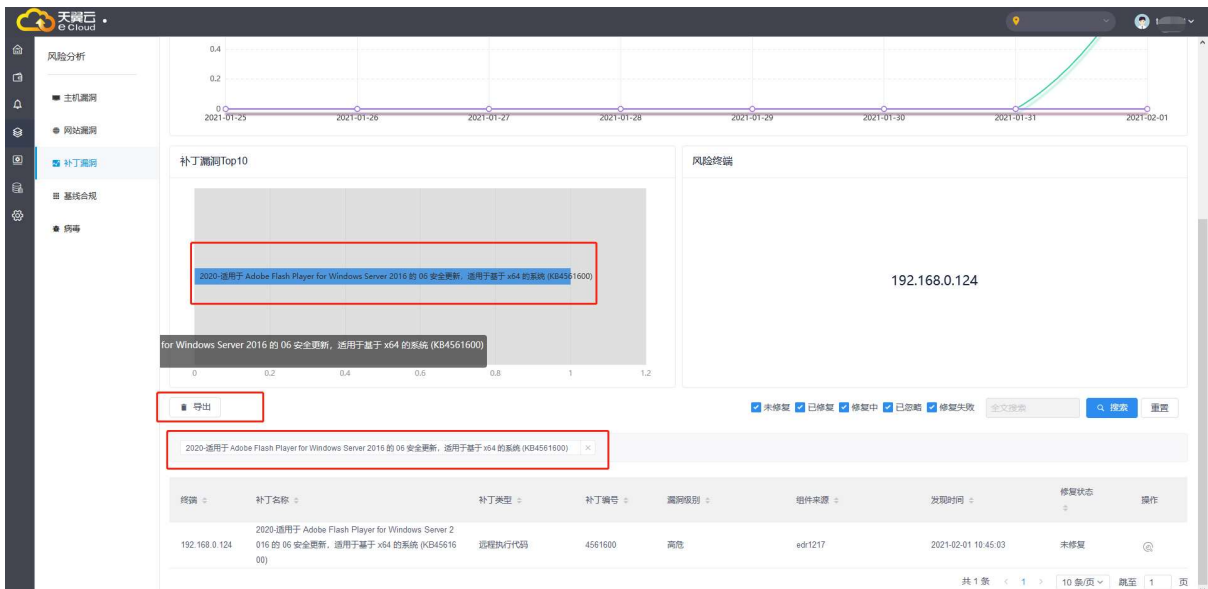 天翼云
e Cloud
风险分析
主机漏洞
网站漏洞
补丁漏洞
基线合规
病毒
0.4
0.2
0
2021-01-25
2021-01-26
2021-01-27
2021-01-28
2021-01-29
2021-01-30
2021-01-31
2021-02-01
补丁漏洞Top10
2020-适用于 Adobe Flash Player for Windows Server 2016 的 06 安全更新，适用于基于 x64 的系统 (KB4561600)
for Windows Server 2016 的 06 安全更新，适用于基于 x64 的系统 (KB4561600)
0 0.2 0.4 0.6 0.8 1 1.2
风险终端
192.168.0.124
导出
未修复 已修复 修复中 已忽略 修复失败 全文搜索 搜索 重置
2020-适用于 Adobe Flash Player for Windows Server 2016 的 06 安全更新，适用于基于 x64 的系统 (KB4561600) ×
终端 补丁名称 补丁类型 补丁编号 漏洞级别 组件来源 发现时间 修复状态 操作
192.168.0.124
2020-适用于 Adobe Flash Player for Windows Server 2
016 的 06 安全更新，适用于基于 x64 的系统 (KB45616
00)
远程执行代码
4561600
高危
edr1217
2021-02-01 10:45:03
未修复
共 1 条 < 1 > 10 条/页 跳至 1 页